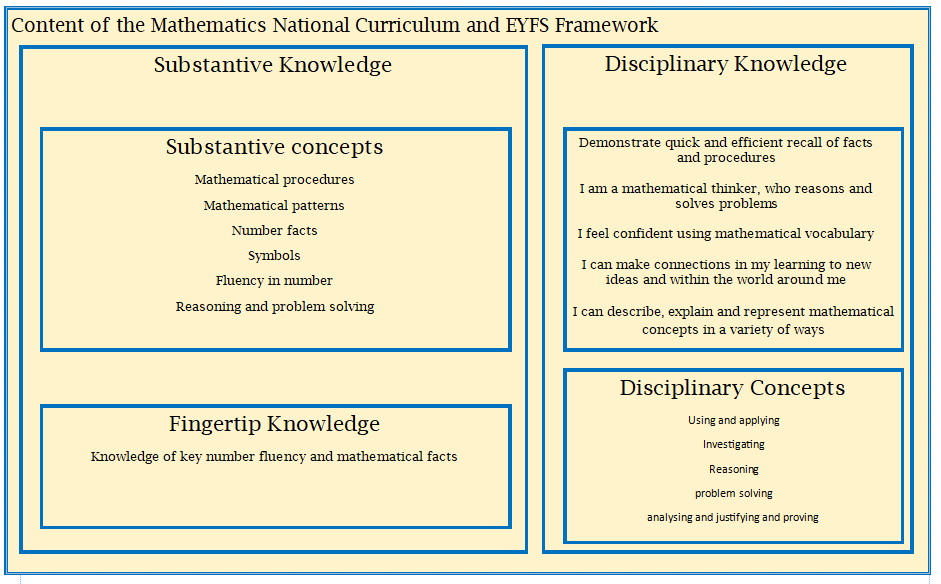 Content of the Mathematics National Curriculum and EYFS Framework
Substantive Knowledge
Substantive concepts
Mathematical procedures
Mathematical patterns
Number facts
Symbols
Fluency in number
Reasoning and problem solving
Fingertip Knowledge
Knowledge of key number fluency and mathematical facts
Disciplinary Knowledge
Demonstrate quick and efficient recall of facts
and procedures
I am a mathematical thinker, who reasons and
solves problems
I feel confident using mathematical vocabulary
I can make connections in my learning to new
ideas and within the world around me
I can describe, explain and represent mathematical
concepts in a variety of ways
Disciplinary Concepts
Using and applying
Investigating
Reasoning
problem solving
analysing and justifying and proving